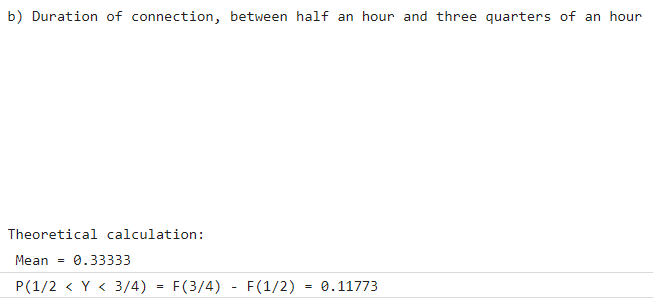 b) Duration of connection, between half an hour and three quarters of an hour
Theoretical calculation:
Mean = 0.33333
P(1/2 < Y < 3/4) = F(3/4) - F(1/2) = 0.11773